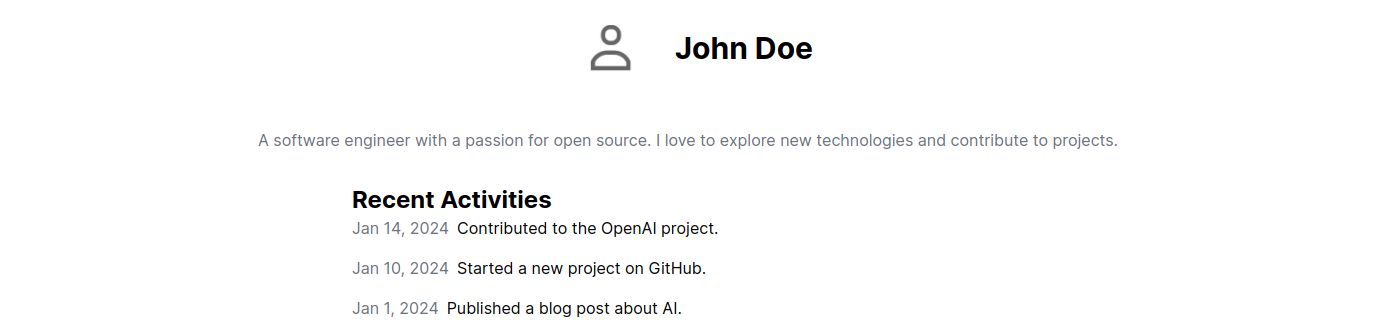 John Doe
A software engineer with a passion for open source. I love to explore new technologies and contribute to projects.
Recent Activities
Jan 14, 2024 Contributed to the OpenAI project.
Jan 10, 2024 Started a new project on GitHub.
Jan 1, 2024 Published a blog post about AI.